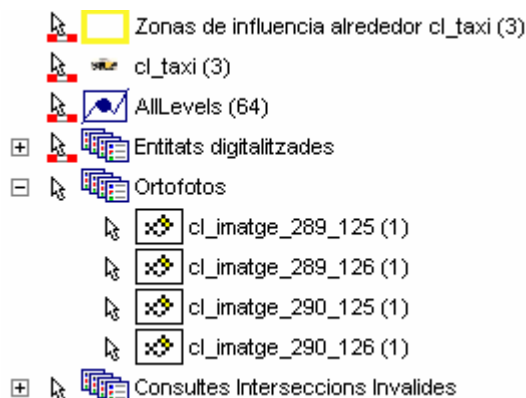 Zonas de influencia alrededor cl_taxi (3)
cl_taxi (3)
AllLevels (64)
Entitats digitalitzades
Ortofotos
cl_imatge_289_125 (1)
cl_imatge_289_126 (1)
cl_imatge_290_125 (1)
cl_imatge_290_126 (1)
Consultes Interseccions Invalides